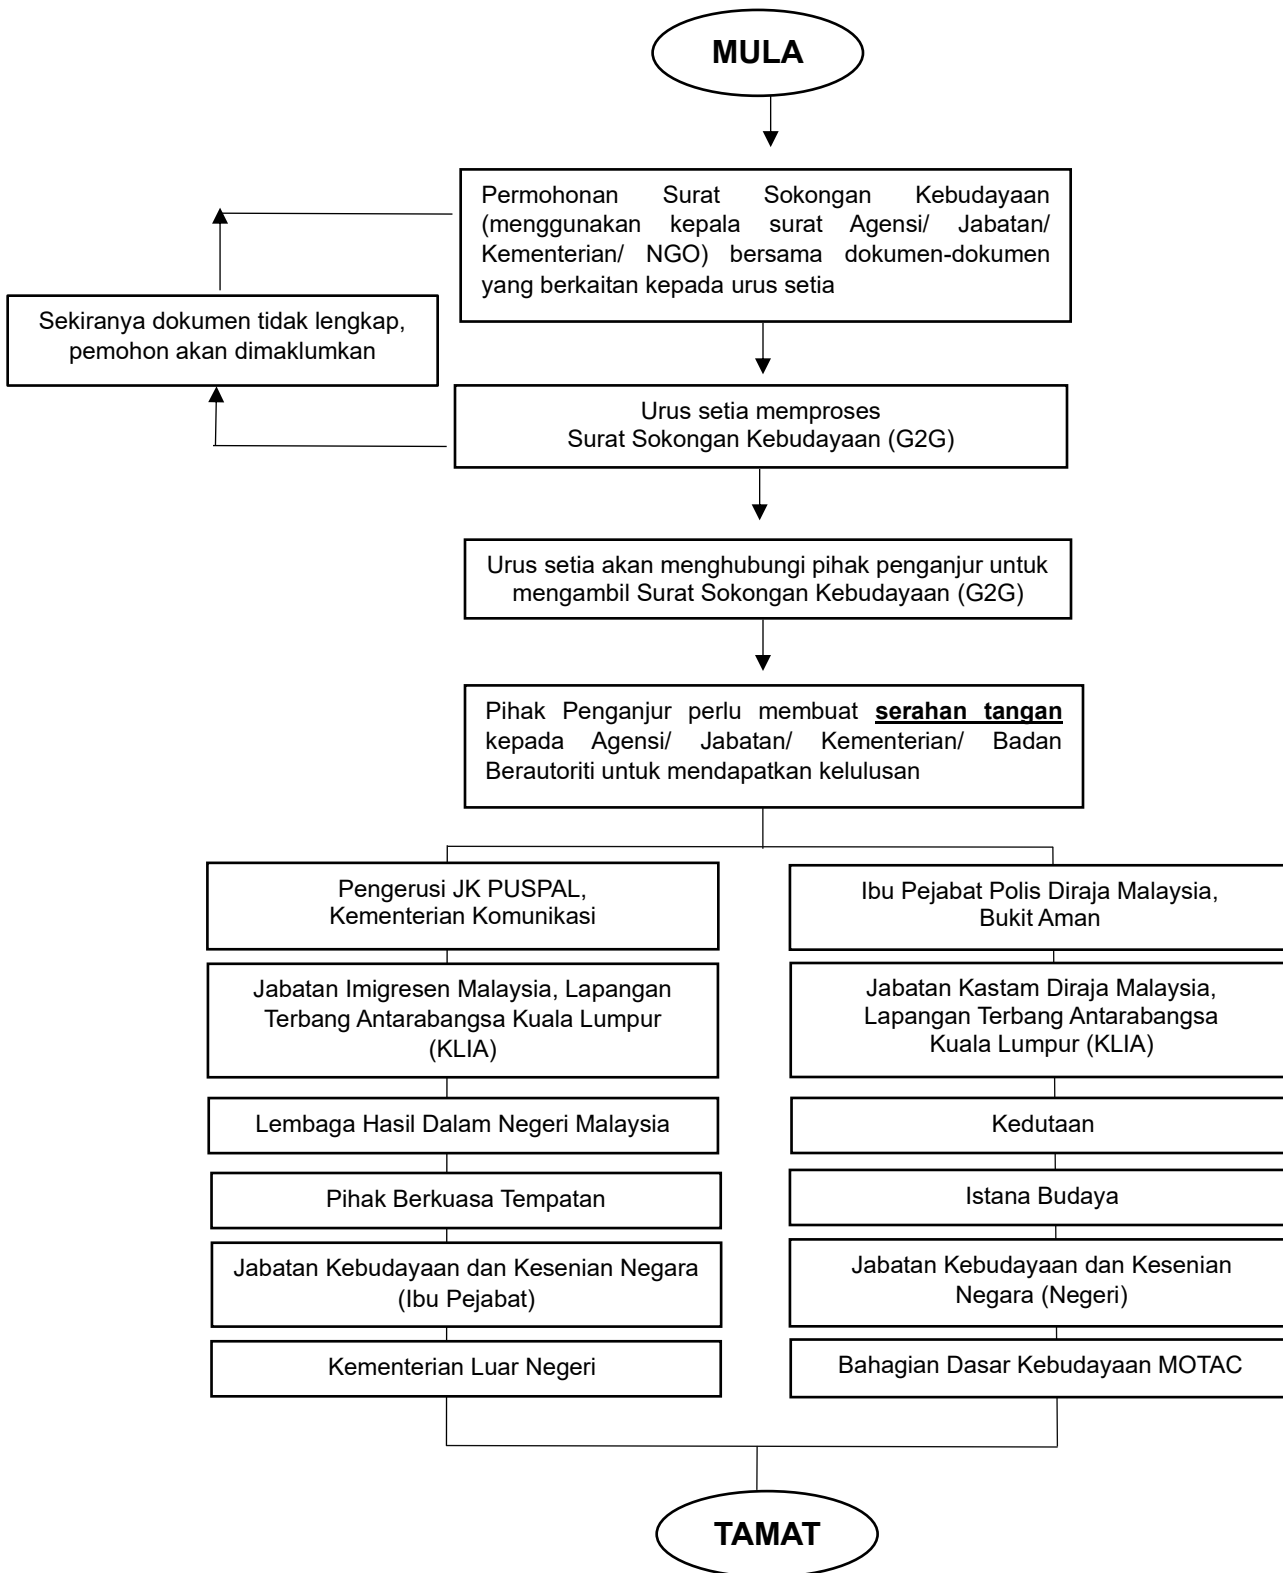 MULA
Permohonan Surat Sokongan Kebudayaan
(menggunakan kepala surat Agensi/ Jabatan/
Kementerian/ NGO) bersama dokumen-dokumen
yang berkaitan kepada urus setia
Sekiranya dokumen tidak lengkap,
pemohon akan dimaklumkan
Urus setia memproses
Surat Sokongan Kebudayaan (G2G)
Urus setia akan menghubungi pihak penganjur untuk
mengambil Surat Sokongan Kebudayaan (G2G)
Pihak Penganjur perlu membuat serahan tangan
kepada Agensi/ Jabatan/ Kementerian/ Badan
Berautoriti untuk mendapatkan kelulusan
Pengerusi JK PUSPAL,
Kementerian Komunikasi
Ibu Pejabat Polis Diraja Malaysia,
Bukit Aman
Jabatan Imigresen Malaysia, Lapangan
Terbang Antarabangsa Kuala Lumpur
(KLIA)
Jabatan Kastam Diraja Malaysia,
Lapangan Terbang Antarabangsa
Kuala Lumpur (KLIA)
Lembaga Hasil Dalam Negeri Malaysia
Kedutaan
Pihak Berkuasa Tempatan
Istana Budaya
Jabatan Kebudayaan dan Kesenian Negara
(Ibu Pejabat)
Jabatan Kebudayaan dan Kesenian
Negara (Negeri)
Kementerian Luar Negeri
Bahagian Dasar Kebudayaan MOTAC
TAMAT